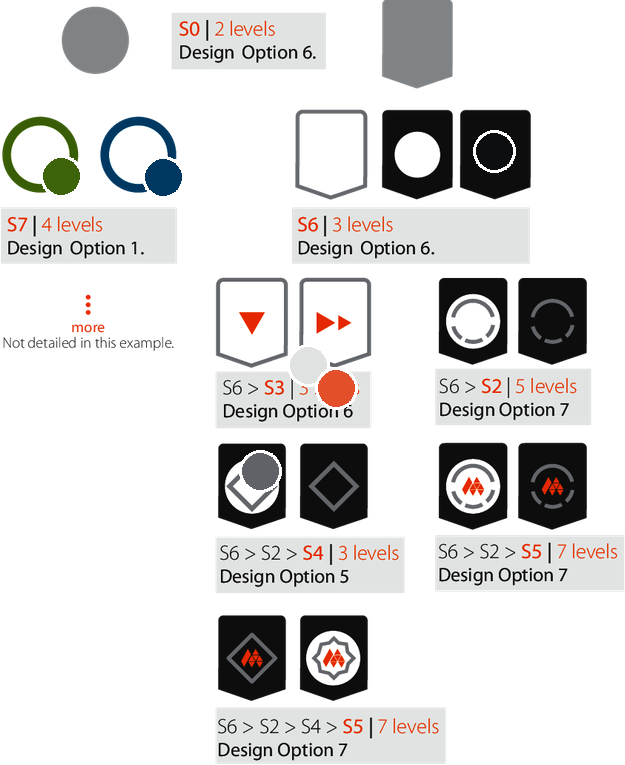 S0 | 2 levels
Design Option 6.
S7 | 4 levels
Design Option 1.
S6 | 3 levels
Design Option 6.
more
Not detailed in this example.
S6 > S3 |
Design Option 6
S6 > S2 | 5 levels
Design Option 7
S6 > S2 > S4 | 3 levels
Design Option 5
S6 > S2 > S5 | 7 levels
Design Option 7
S6 > S2 > S4 > S5 | 7 levels
Design Option 7